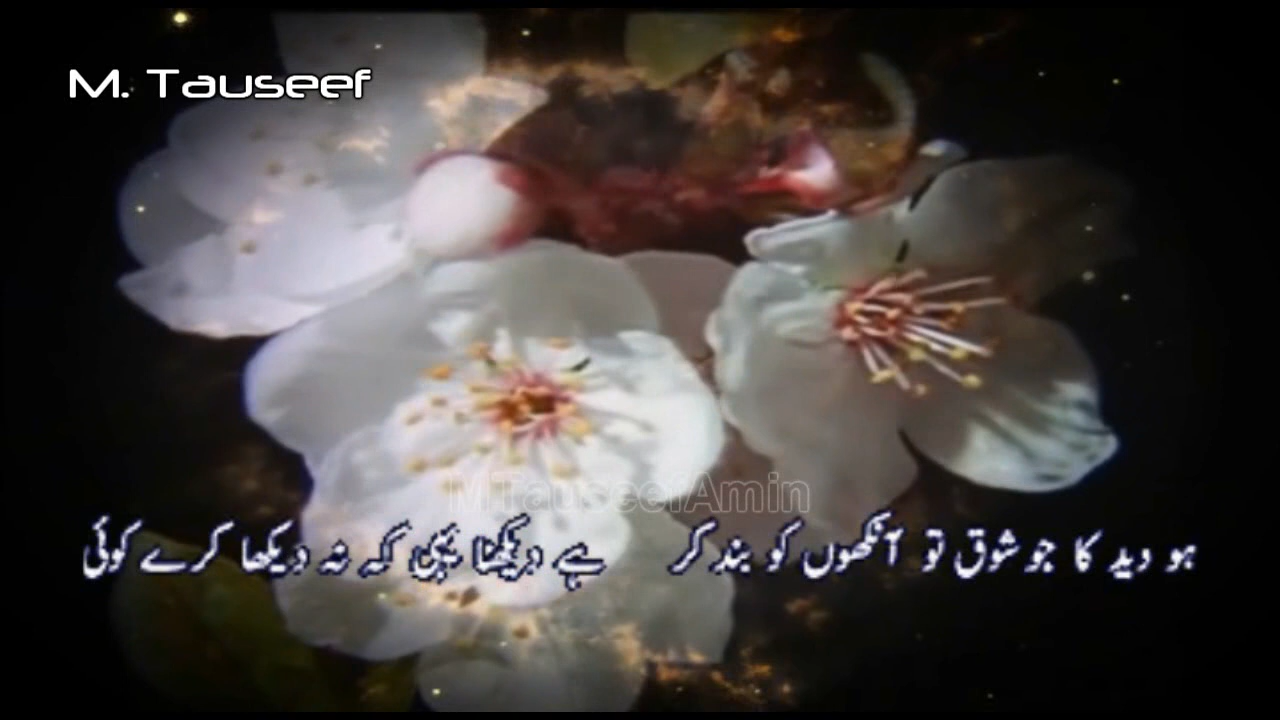 M. Tauseef
MTauseefAmin
ہو دید کا جو شوق تو آنکھوں کو بند کر ہے دیکھنا یہی کہ نہ دیکھا کرے کوئی